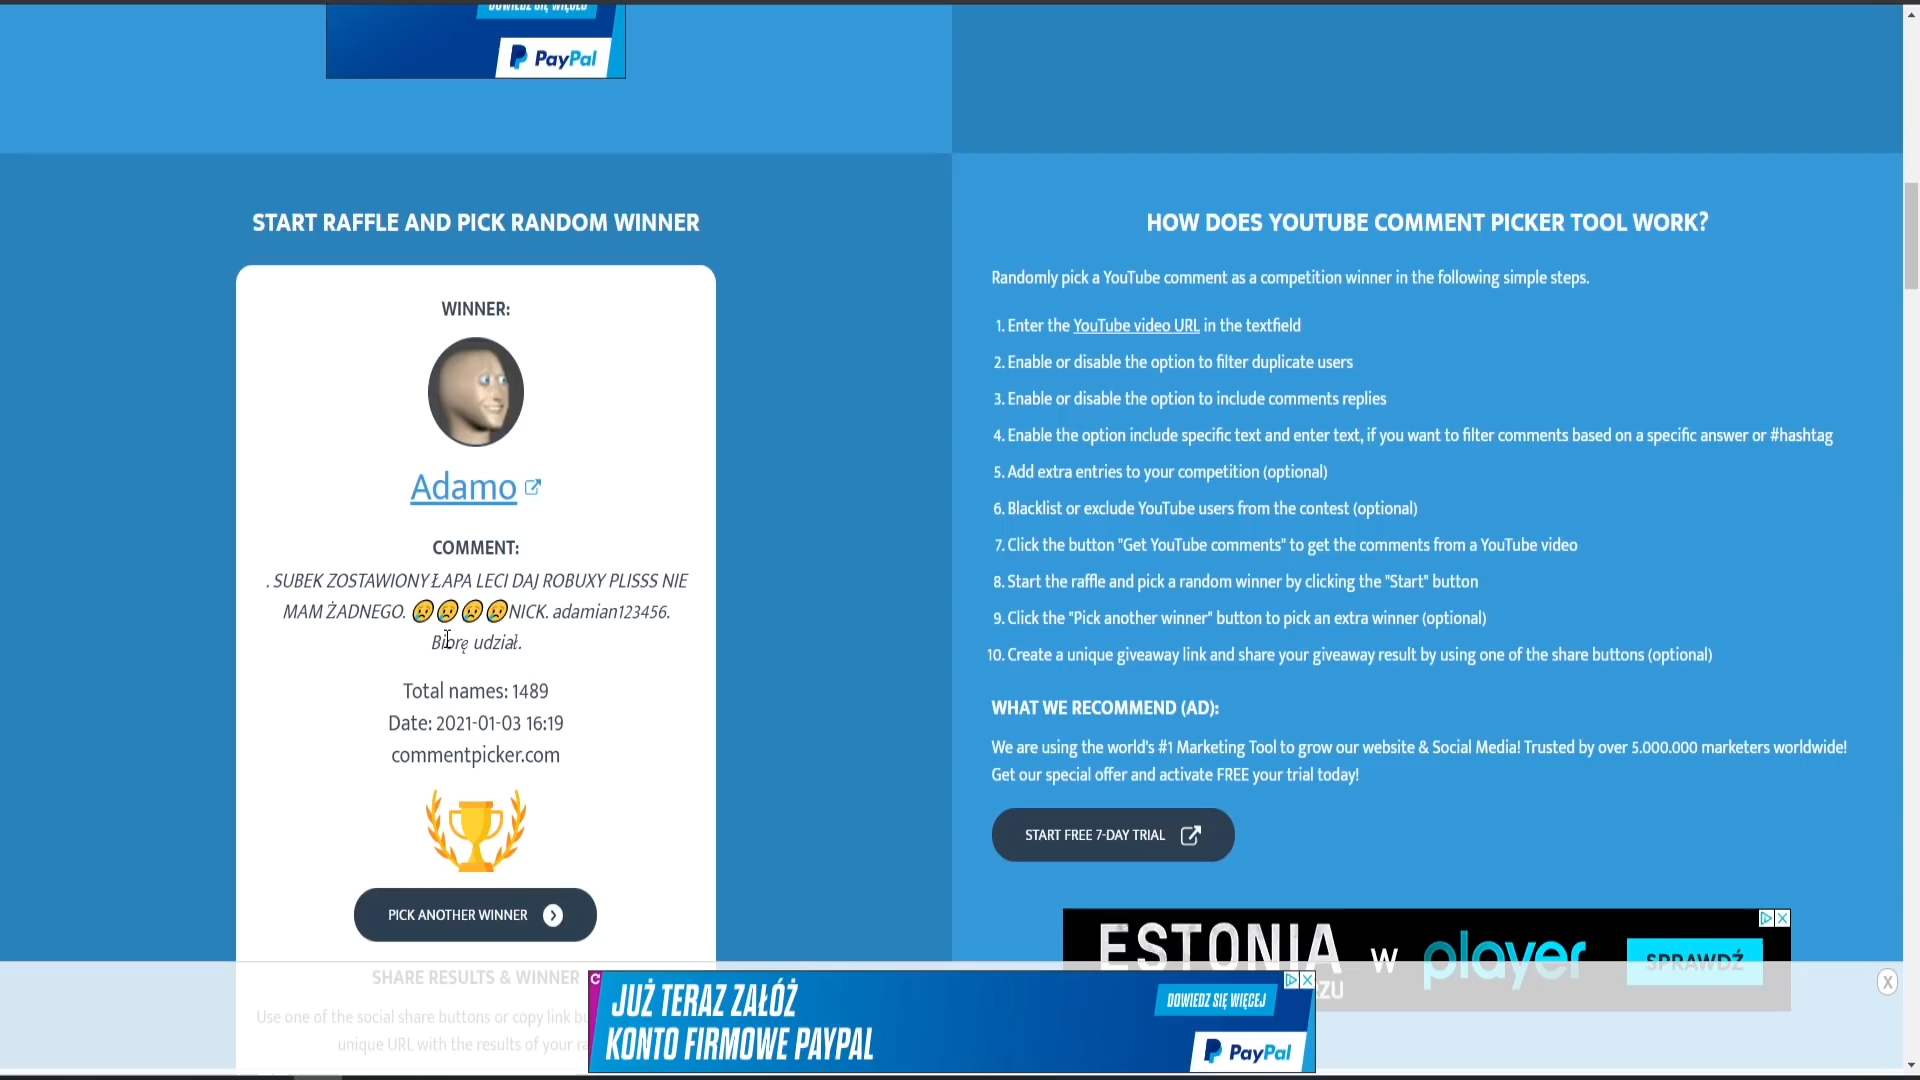 DOWIEDZ SIĘ WIĘCEJ
PayPal
START RAFFLE AND PICK RANDOM WINNER
WINNER:
Adamo
COMMENT:
. SUBEK ZOSTAWIONY ŁAPA LECI DAJ ROBUXY PLISSS NIE
MAM ŻADNEGO. 😥😥😥😥NICK. adamian123456.
Biorę udział.
Total names: 1489
Date: 2021-01-03 16:19
commentpicker.com
PICK ANOTHER WINNER
SHARE RESULTS & WINNER
Use one of the social share buttons or copy link
unique URL with the results of your
HOW DOES YOUTUBE COMMENT PICKER TOOL WORK?
Randomly pick a YouTube comment as a competition winner in the following simple steps.
1. Enter the YouTube video URL in the textfield
2. Enable or disable the option to filter duplicate users
3. Enable or disable the option to include comments replies
4. Enable the option include specific text and enter text, if you want to filter comments based on a specific answer or #hashtag
5. Add extra entries to your competition (optional)
6. Blacklist or exclude YouTube users from the contest (optional)
7. Click the button "Get YouTube comments" to get the comments from a YouTube video
8. Start the raffle and pick a random winner by clicking the "Start" button
9. Click the "Pick another winner" button to pick an extra winner (optional)
10. Create a unique giveaway link and share your giveaway result by using one of the share buttons (optional)
WHAT WE RECOMMEND (AD):
We are using the world's #1 Marketing Tool to grow our website & Social Media! Trusted by over 5.000.000 marketers worldwide!
Get our special offer and activate FREE your trial today!
START FREE 7-DAY TRIAL
ESTONIA w player SPRAWDŹ
JUŻ TERAZ ZAŁÓŻ
KONTO FIRMOWE PAYPAL
DOWIEDZ SIĘ WIĘCEJ
PayPal
X